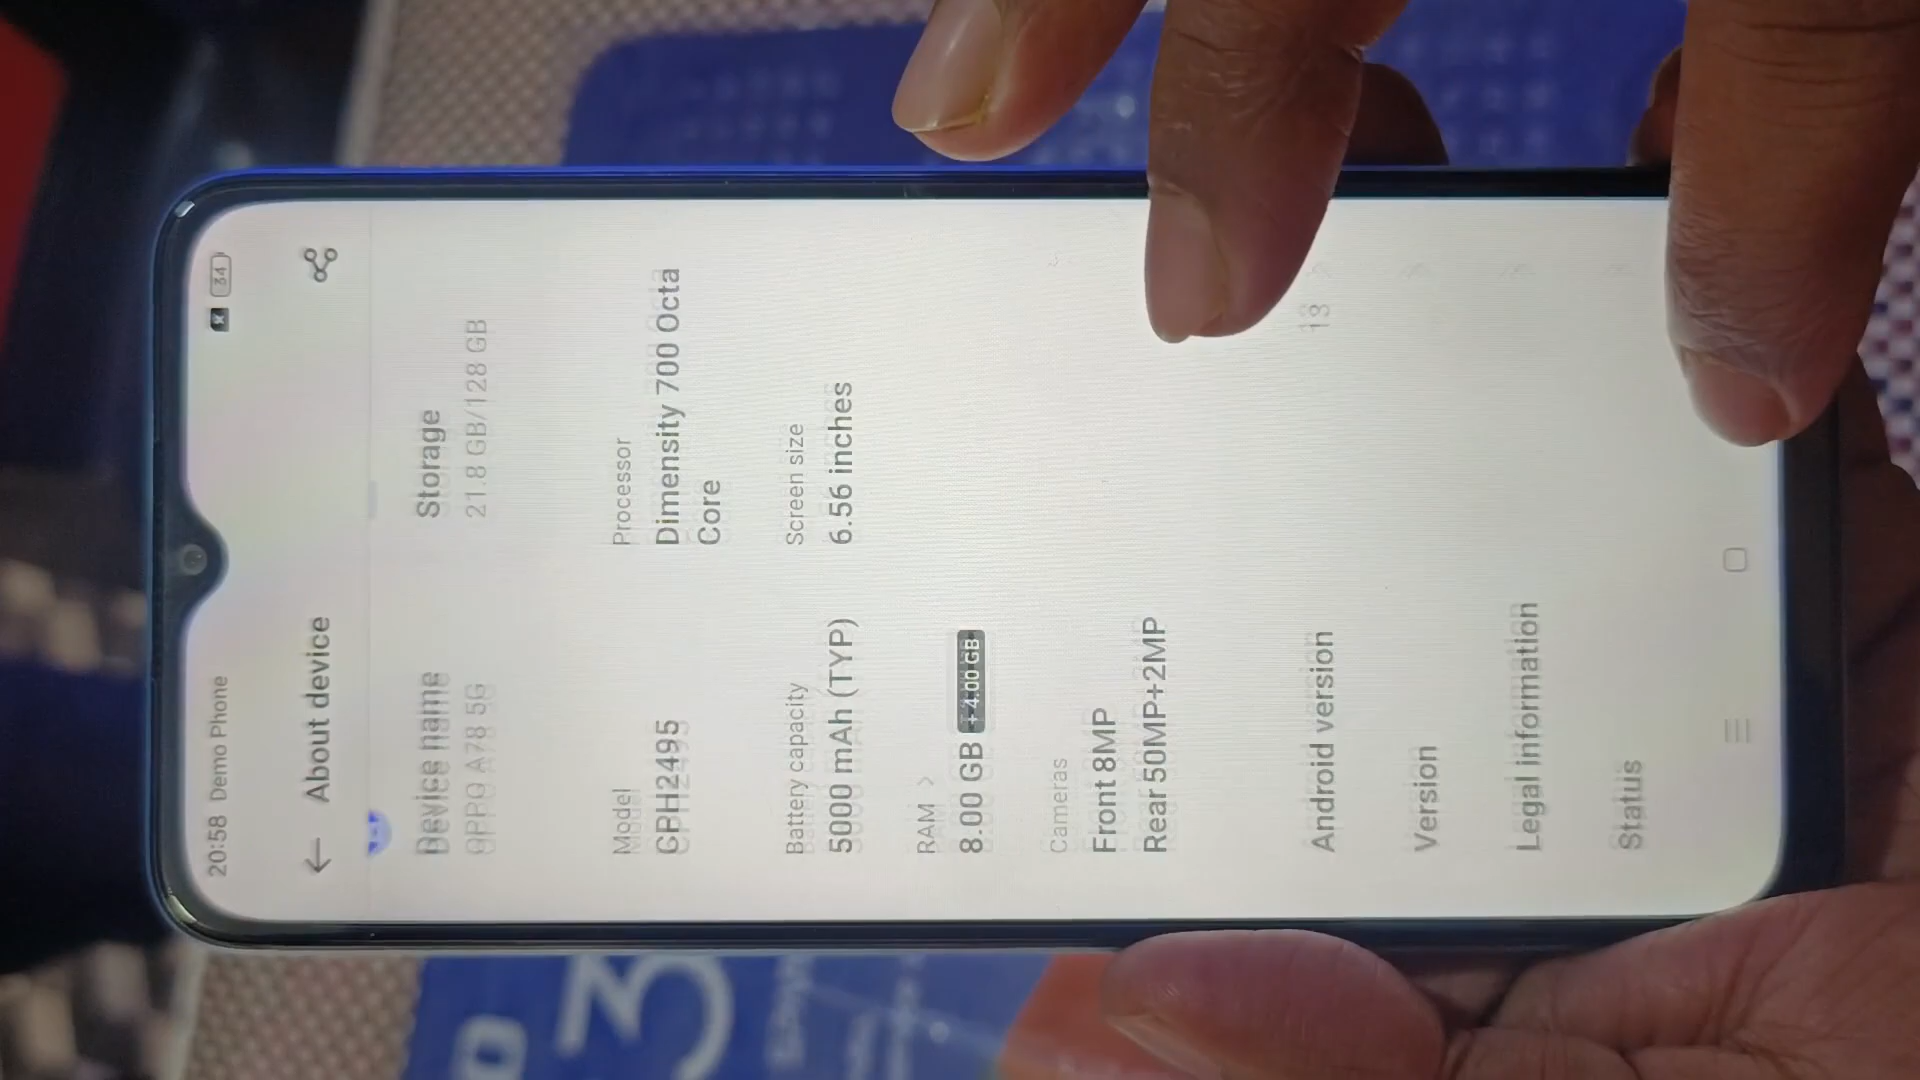 20:58 Demo Phone
34
About device
Device name
OPPO A78 5G
Storage
21.8 GB/128 GB
Model
CPH2495
Processor
Dimensity 700 Octa
Core
Battery capacity
5000 mAh (TYP)
Screen size
6.56 inches
RAM >
8.00 GB + 4.00 GB
Cameras
Front 8MP
Rear 50MP+2MP
Android version
13
Version
Legal information
Status
3